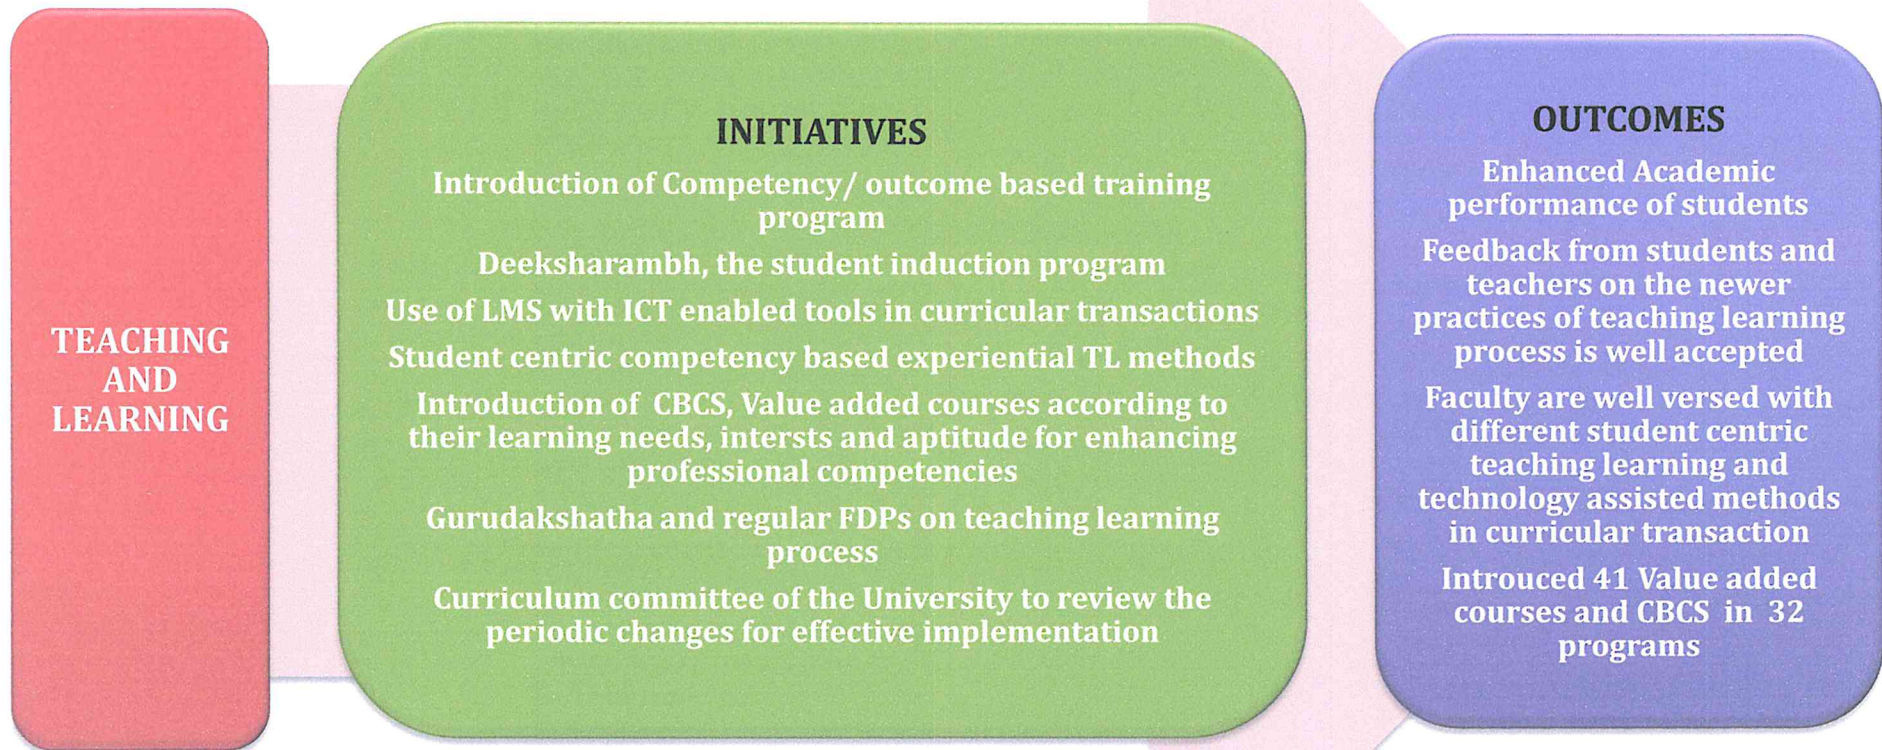 TEACHING
AND
LEARNING
INITIATIVES
Introduction of Competency/ outcome based training
program
Deeksharambh, the student induction program
Use of LMS with ICT enabled tools in curricular transactions
Student centric competency based experiential TL methods
Introduction of CBCS, Value added courses according to
their learning needs, intersts and aptitude for enhancing
professional competencies
Gurudakshatha and regular FDPs on teaching learning
process
Curriculum committee of the University to review the
periodic changes for effective implementation
OUTCOMES
Enhanced Academic
performance of students
Feedback from students and
teachers on the newer
practices of teaching learning
process is well accepted
Faculty are well versed with
different student centric
teaching learning and
technology assisted methods
in curricular transaction
Introuced 41 Value added
courses and CBCS in 32
programs